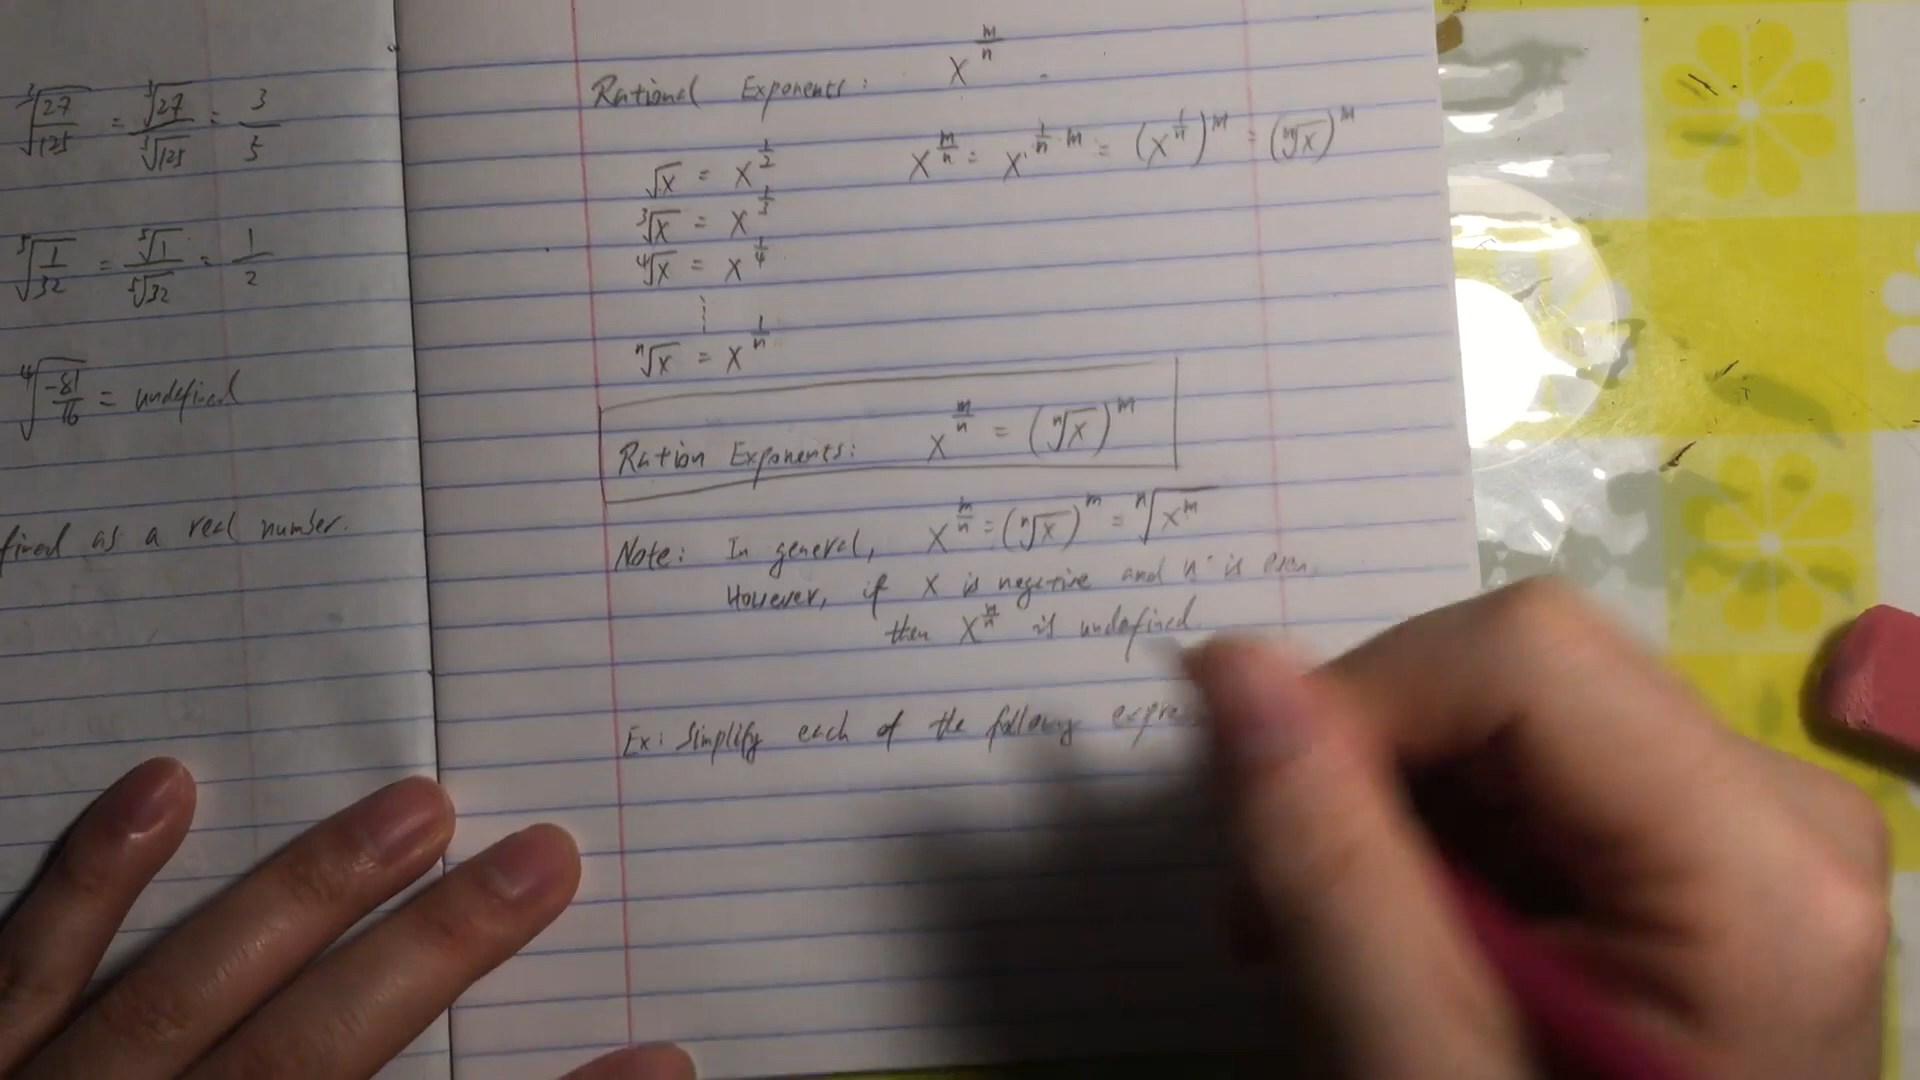 ∛(27/125) = ∛27/∛125 = 3/5
⁵√(1/32) = ⁵√1/⁵√32 = 1/2
⁴√(-81/16) = undefined
fined as a real number.
Rational Exponents: x^(m/n)
√x = x^(1/2)
x^(m/n) = x^(1/n · m) = (x^(1/n))^m = (ⁿ√x)^m
³√x = x^(1/3)
⁴√x = x^(1/4)
⋮
ⁿ√x = x^(1/n)
Ration Exponents: x^(m/n) = (ⁿ√x)^m
Note: In general, x^(m/n) = (ⁿ√x)^m = ⁿ√(x^m)
However, if x is negative and n is even,
then x^(m/n) is undefined.
Ex: Simplify each of the following expre